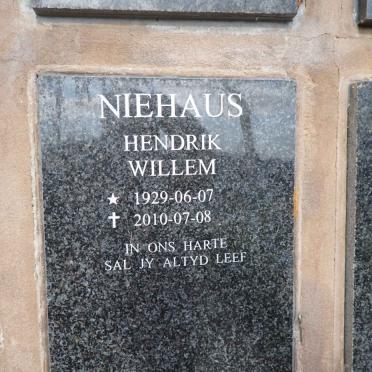 NIEHAUS
HENDRIK
WILLEM
★ 1929-06-07
✝ 2010-07-08
IN ONS HARTE
SAL JY ALTYD LEEF